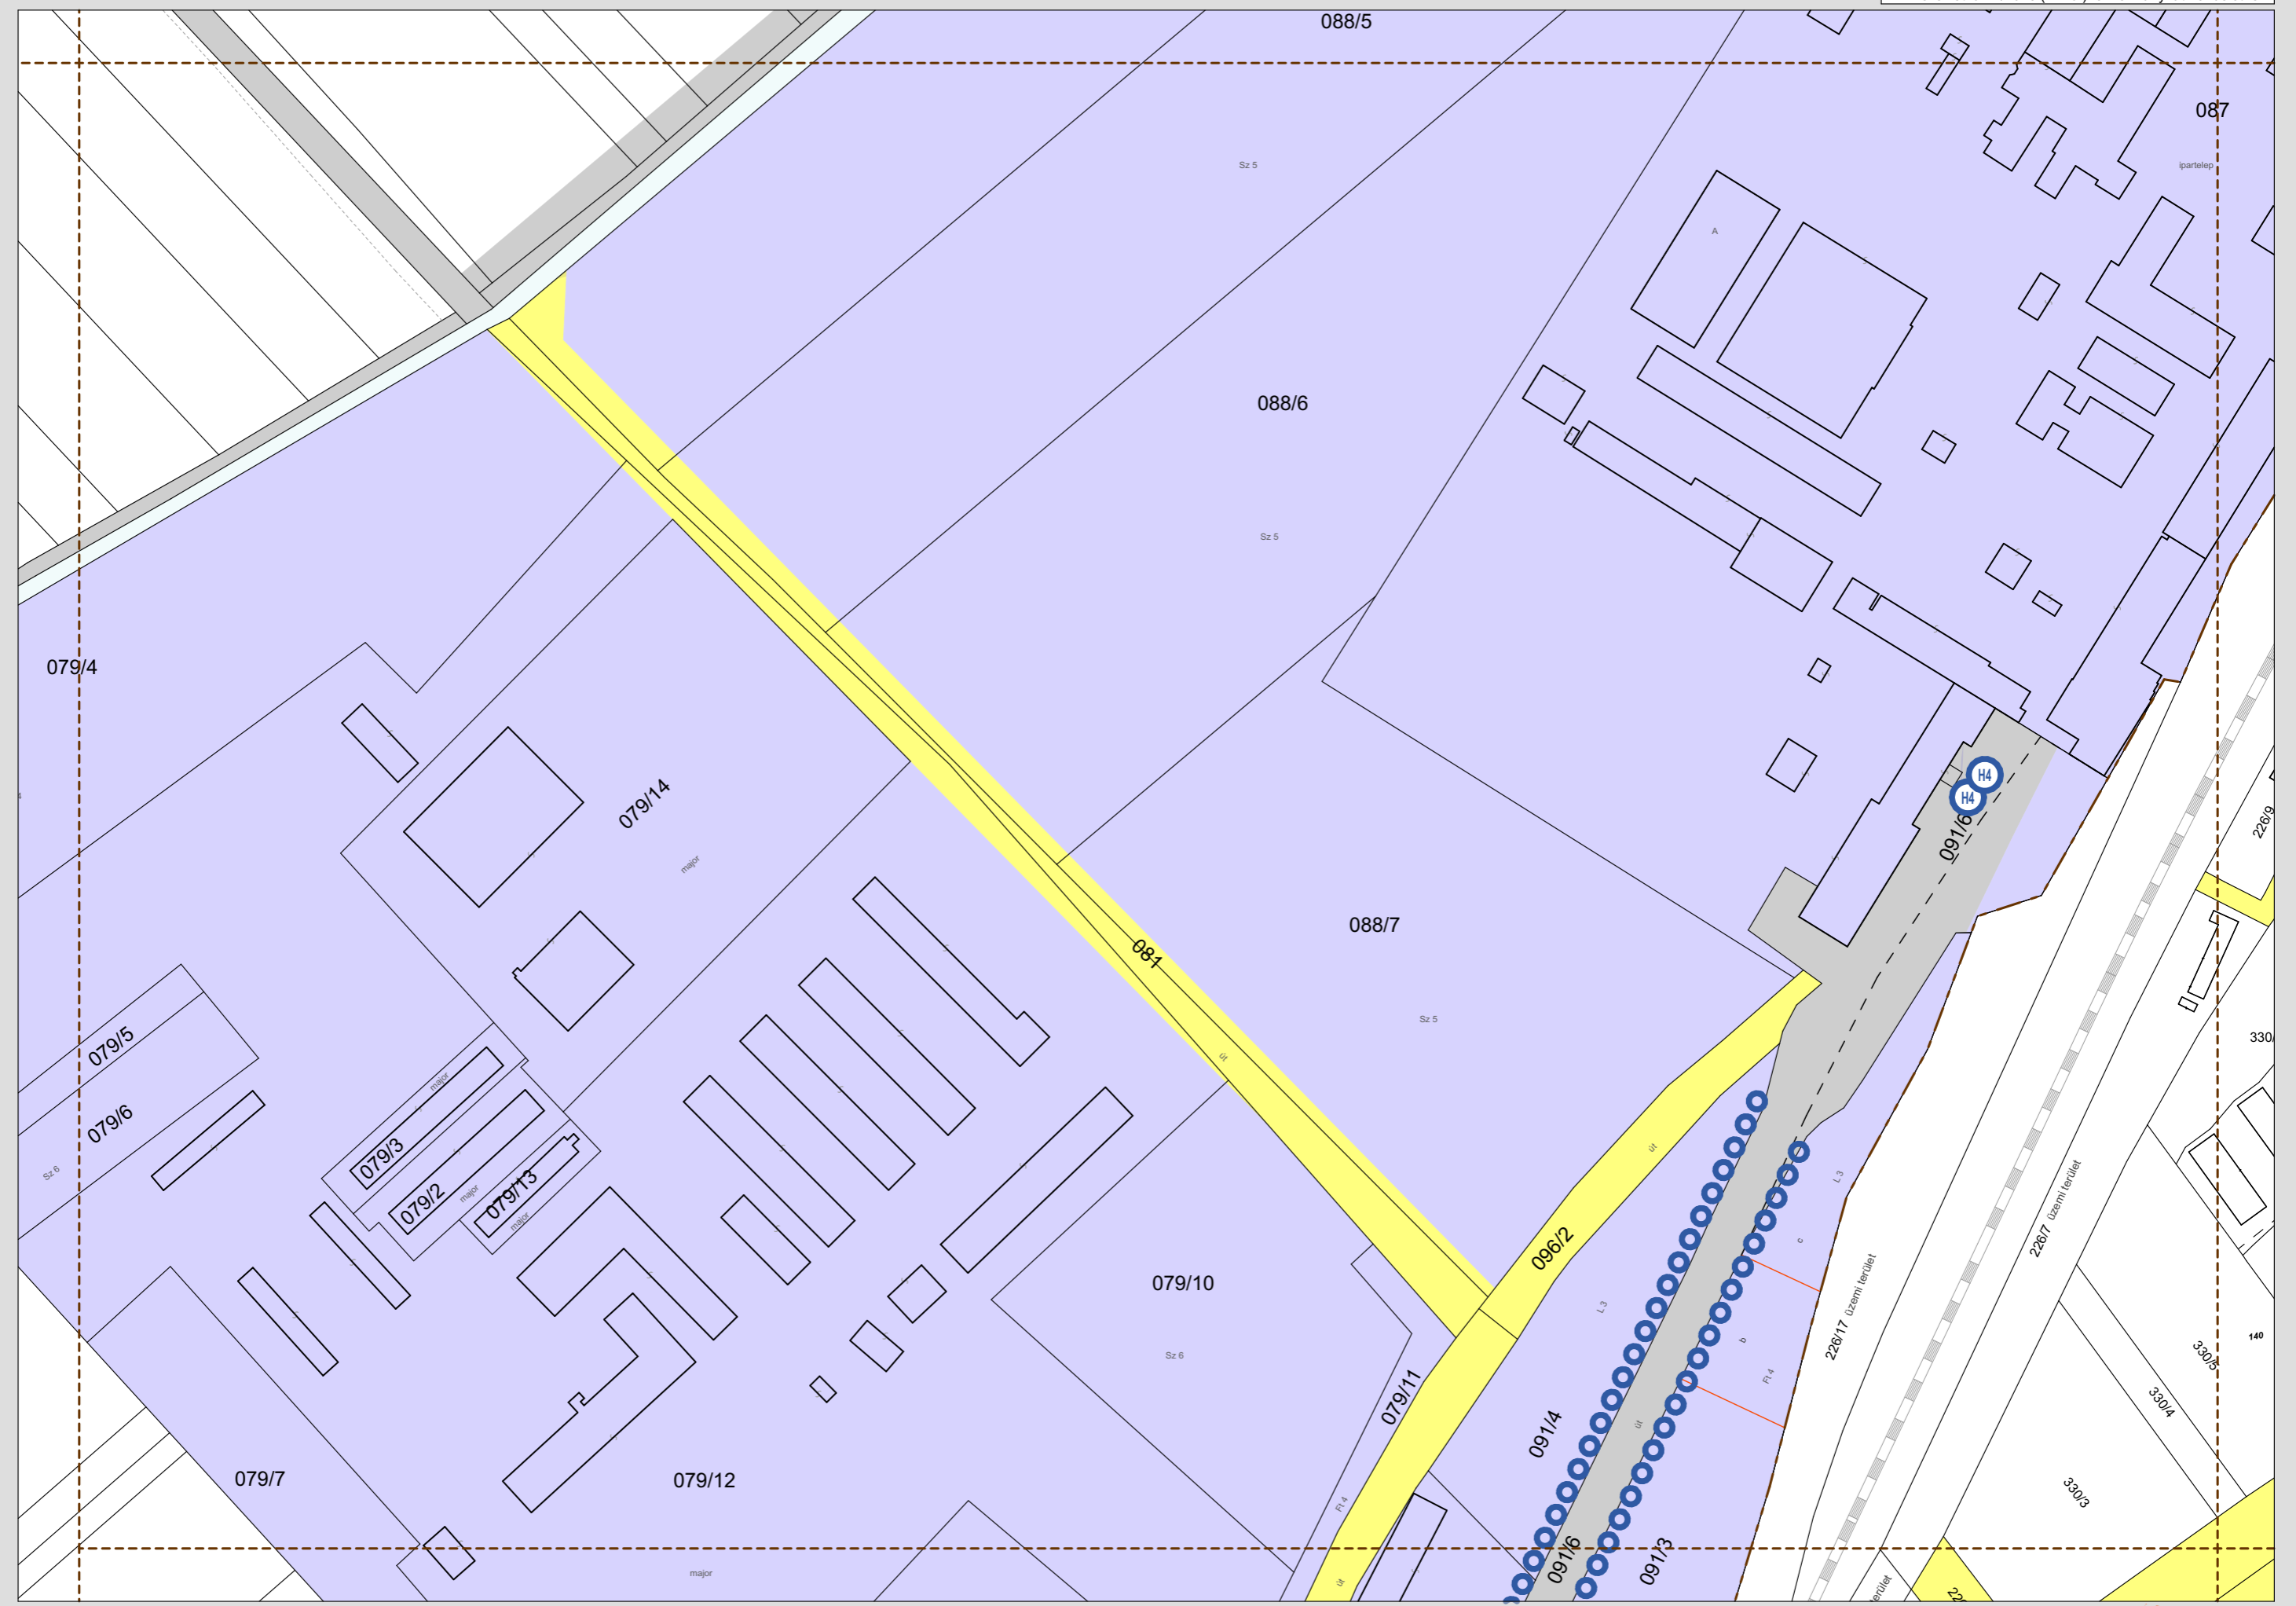 088/5
087
Sz 5
ipartelep
A
088/6
Sz 5
079/4
H4
H4
079/14
091/6
226/9
major
088/7
081
Sz 5
330/
079/5
út
major
079/6
079/3
út
Sz 6
L 3
079/2
major
079/13
major
226/7 üzemi terület
c
096/2
079/10
L 3
226/17 üzemi terület
b
140
Sz 6
330/5
Ft 4
079/11
330/4
091/4
út
079/7
079/12
330/3
Ft 4
091/6
091/3
major
út